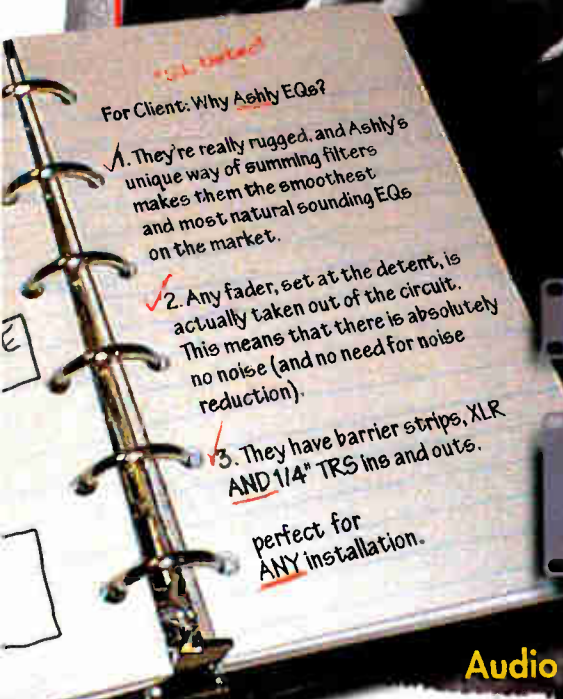 For Client: Why Ashly EQs?
1. They're really rugged, and Ashly's
unique way of summing filters
makes them the smoothest
and most natural sounding EQs
on the market.
2. Any fader, set at the detent, is
actually taken out of the circuit.
This means that there is absolutely
no noise (and no need for noise
reduction).
3. They have barrier strips, XLR
AND 1/4" TRS ins and outs.
perfect for
ANY installation.
E
Audio